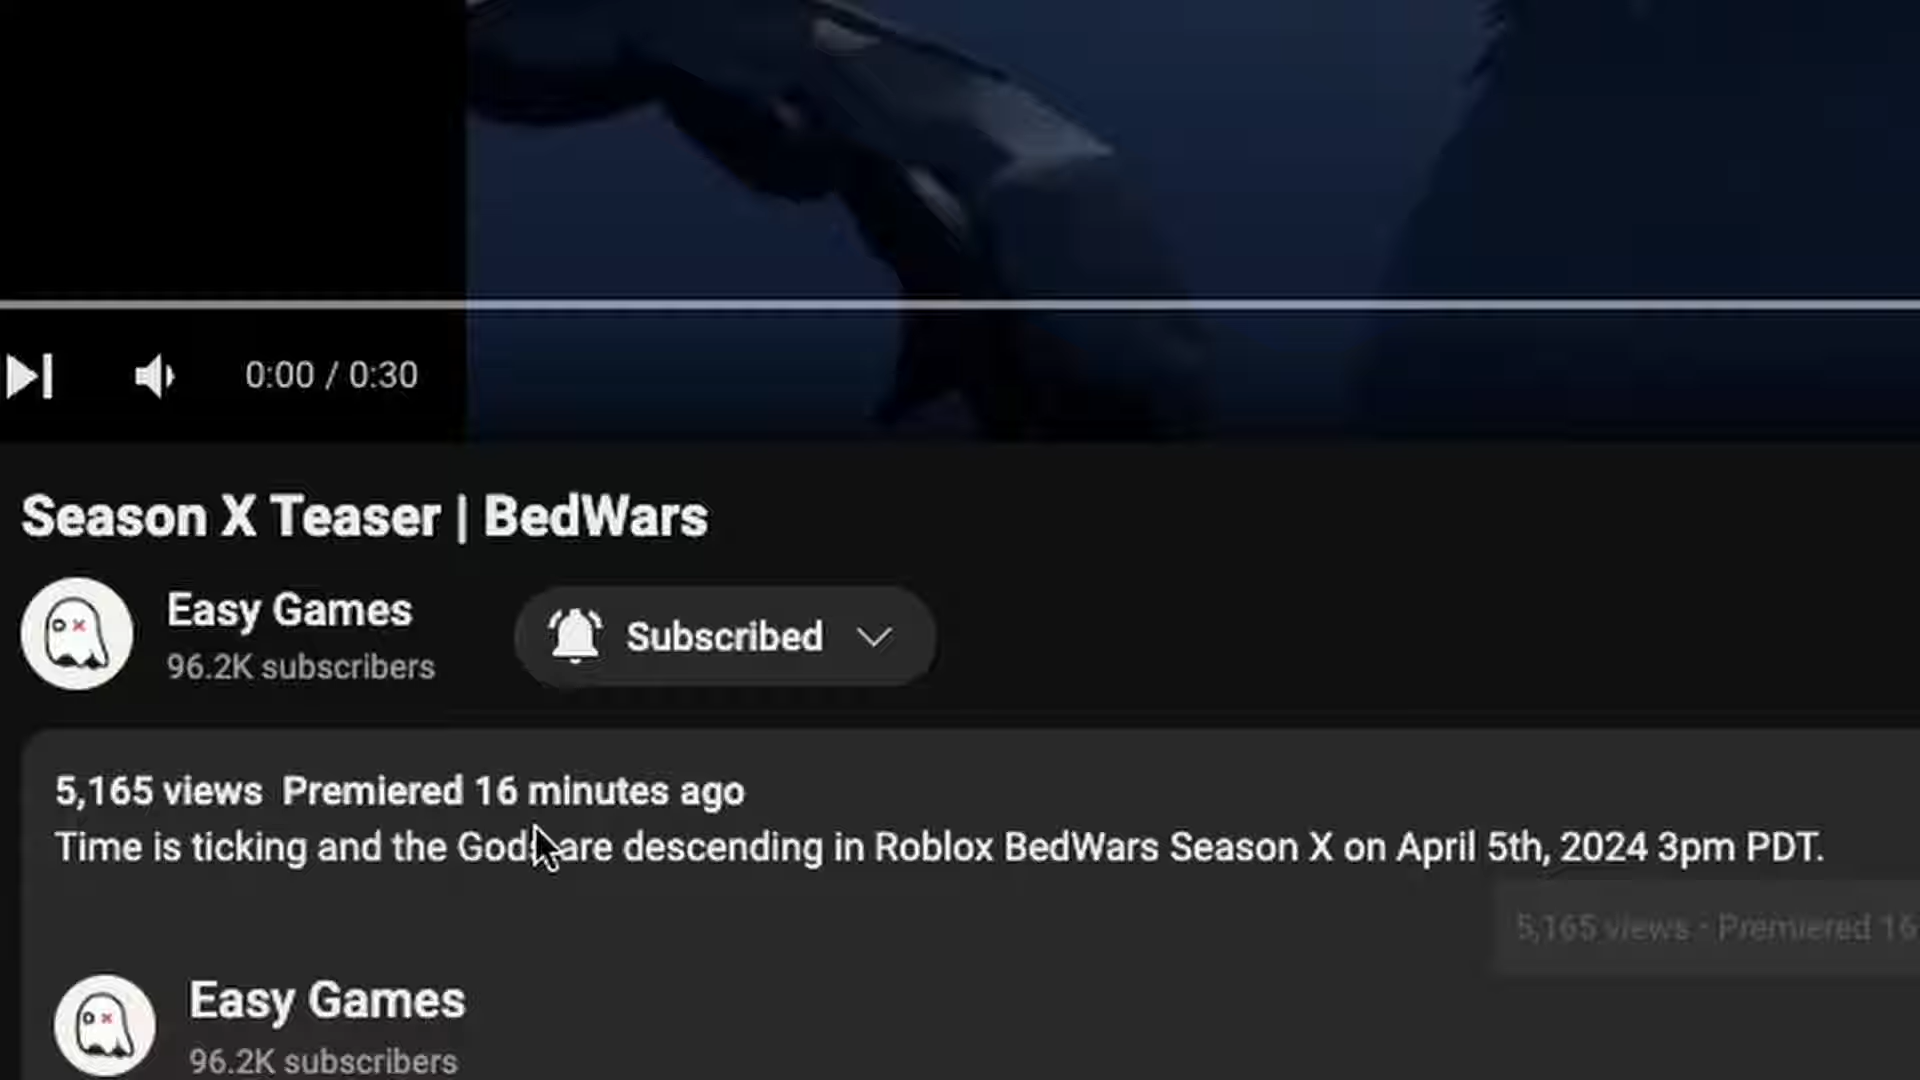 0:00 / 0:30
Season X Teaser | BedWars
Easy Games
96.2K subscribers
Subscribed
5,165 views Premiered 16 minutes ago
Time is ticking and the Gods are descending in Roblox BedWars Season X on April 5th, 2024 3pm PDT.
5,165 views · Premiered 16
Easy Games
96.2K subscribers